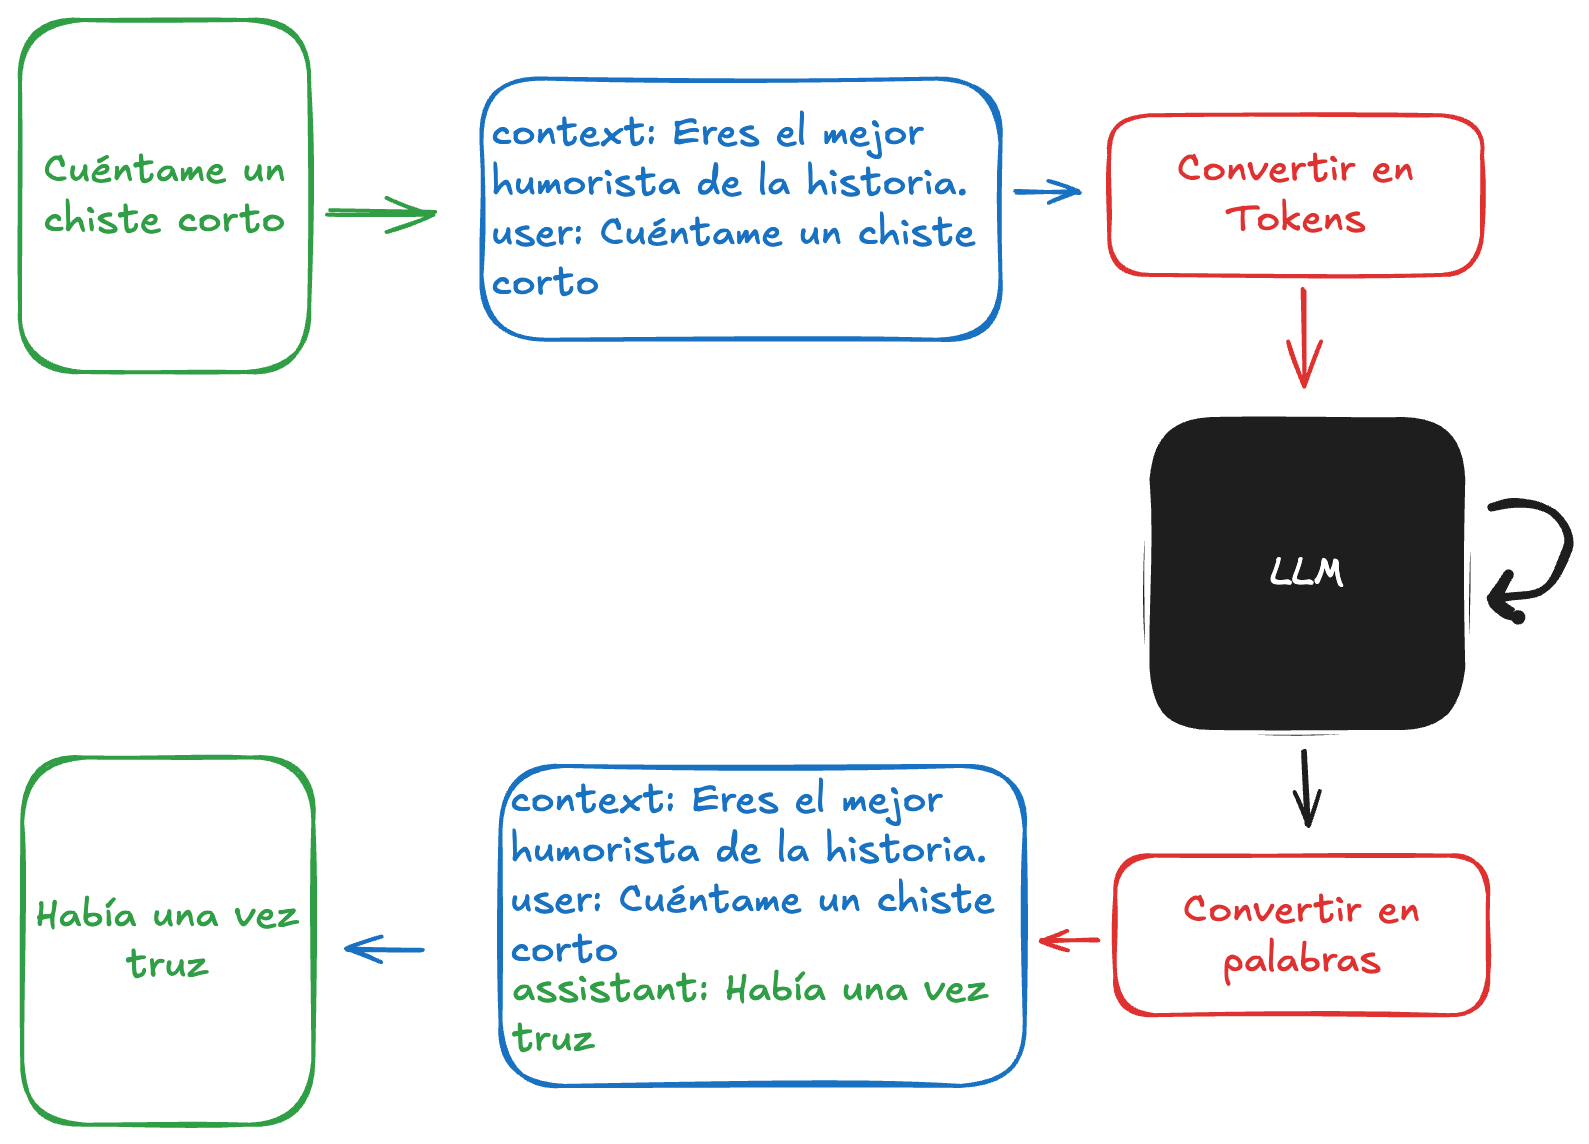 Cuéntame un
chiste corto
context: Eres el mejor
humorista de la historia.
user: Cuéntame un chiste
corto
Convertir en
Tokens
LLM
Convertir en
palabras
context: Eres el mejor
humorista de la historia.
user: Cuéntame un chiste
corto
assistant: Había una vez
truz
Había una vez
truz